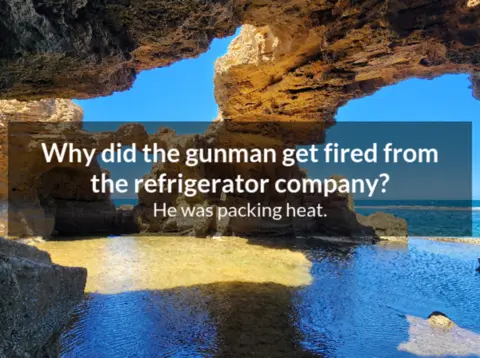 Why did the gunman get fired from
the refrigerator company?
He was packing heat.